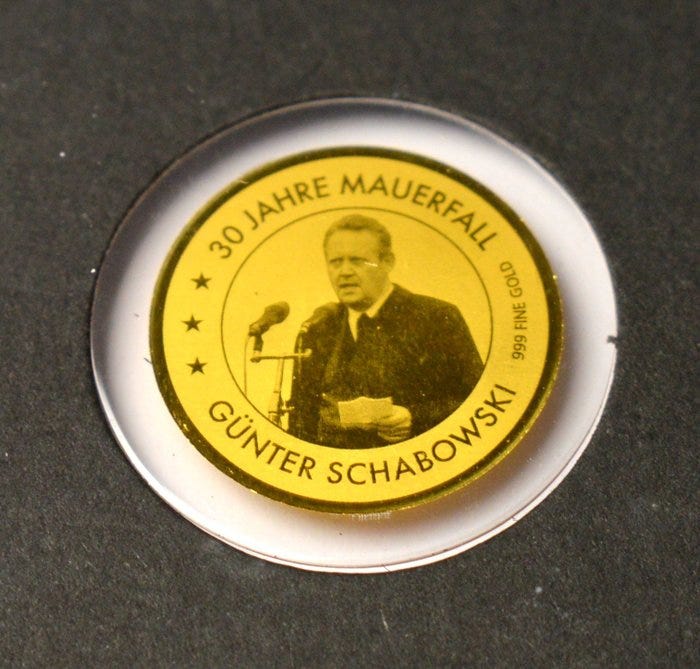 30 JAHRE MAUERFALL
999 FINE GOLD
GÜNTER SCHABOWSKI